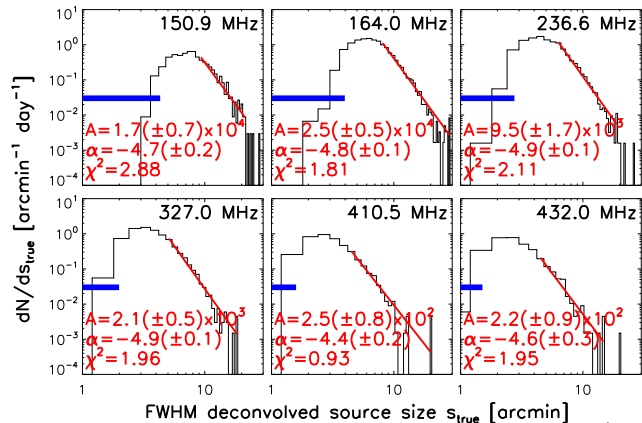 150.9 MHz
A=1.7(±0.7)×10⁴
α=−4.7(±0.2)
χ²=2.88
164.0 MHz
A=2.5(±0.5)×10⁴
α=−4.8(±0.1)
χ²=1.81
236.6 MHz
A=9.5(±1.7)×10³
α=−4.9(±0.1)
χ²=2.11
10¹
10⁰
10⁻¹
10⁻²
10⁻³
10⁻⁴
dN/ds_true [arcmin⁻¹ day⁻¹]
327.0 MHz
A=2.1(±0.5)×10³
α=−4.9(±0.1)
χ²=1.96
410.5 MHz
A=2.5(±0.8)×10²
α=−4.4(±0.2)
χ²=0.93
432.0 MHz
A=2.2(±0.9)×10²
α=−4.6(±0.3)
χ²=1.95
10¹
10⁰
10⁻¹
10⁻²
10⁻³
10⁻⁴
1 10 1 10 1 10
FWHM deconvolved source size s_true [arcmin]